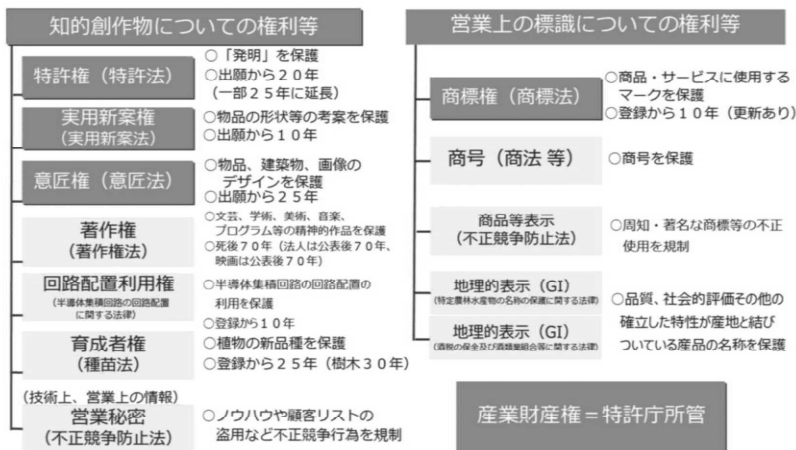 知的創作物についての権利等
特許権（特許法）
○「発明」を保護
○出願から２０年
（一部２５年に延長）
実用新案権
（実用新案法）
○物品の形状等の考案を保護
○出願から１０年
意匠権（意匠法）
○物品、建築物、画像の
デザインを保護
○出願から２５年
著作権
（著作権法）
○文芸、学術、美術、音楽、
プログラム等の精神的作品を保護
○死後７０年（法人は公表後７０年、
映画は公表後７０年）
回路配置利用権
（半導体集積回路の回路配置
に関する法律）
○半導体集積回路の回路配置の
利用を保護
○登録から１０年
育成者権
（種苗法）
○植物の新品種を保護
○登録から２５年（樹木３０年）
（技術上、営業上の情報）
営業秘密
（不正競争防止法）
○ノウハウや顧客リストの
盗用など不正競争行為を規制
営業上の標識についての権利等
商標権（商標法）
○商品・サービスに使用する
マークを保護
○登録から１０年（更新あり）
商号（商法 等）
○商号を保護
商品等表示
（不正競争防止法）
○周知・著名な商標等の不正
使用を規制
地理的表示（GI）
（特定農林水産物の名称の保護に関する法律）
地理的表示（GI）
（酒税の保全及び酒類業組合等に関する法律）
○品質、社会的評価その他の
確立した特性が産地と結び
ついている産品の名称を保護
産業財産権＝特許庁所管